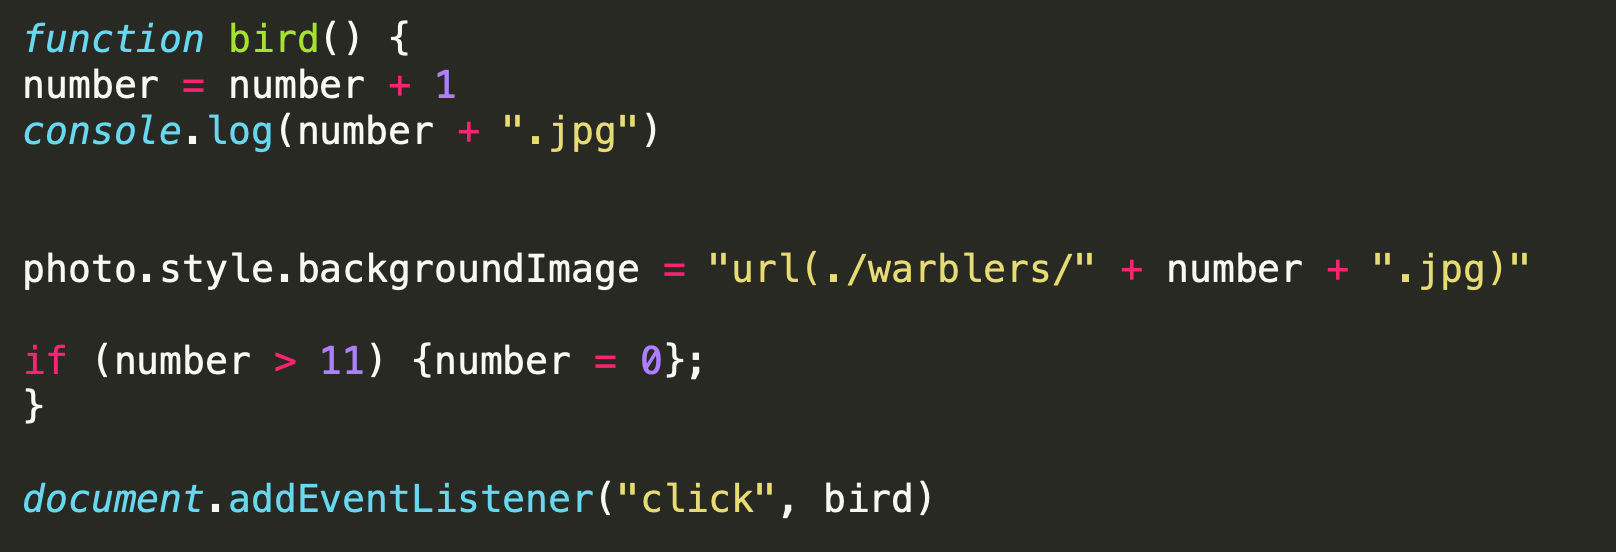 function bird() {
number = number + 1
console.log(number + ".jpg")
photo.style.backgroundImage = "url(./warblers/" + number + ".jpg)"
if (number > 11) {number = 0};
}
document.addEventListener("click", bird)